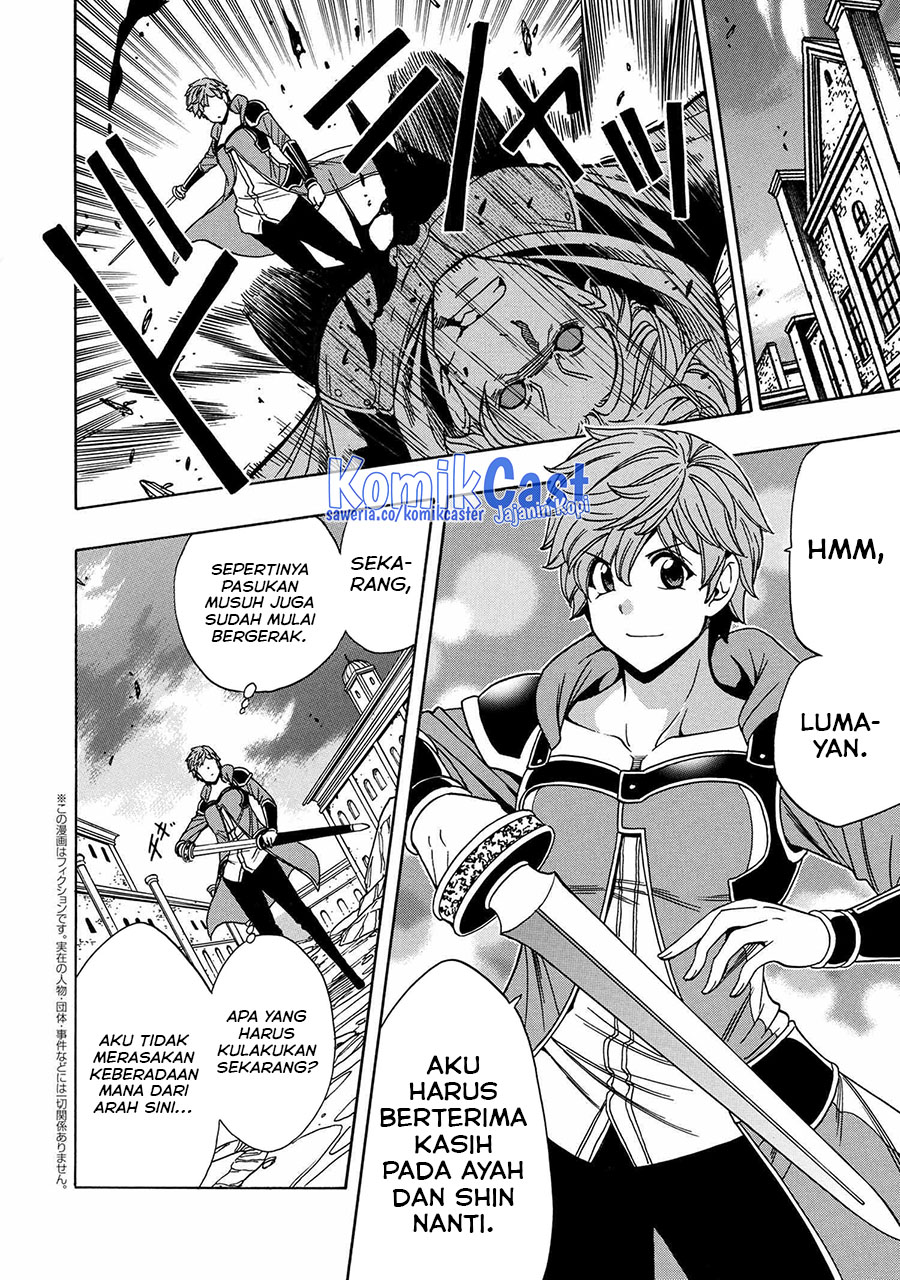 ドシャッ
KomikCast
saweria.co/komikcaster Jajanin Kopi
HMM,
LUMA-
YAN.
AKU
HARUS
BERTERIMA
KASIH
PADA AYAH
DAN SHIN
NANTI.
SEKA-
RANG,
SEPERTINYA
PASUKAN
MUSUH JUGA
SUDAH MULAI
BERGERAK.
APA YANG
HARUS
KULAKUKAN
SEKARANG?
AKU TIDAK
MERASAKAN
KEBERADAAN
MANA DARI
ARAH SINI...
※この漫画はフィクションです。実在の人物・団体・事件などには一切関係ありません。